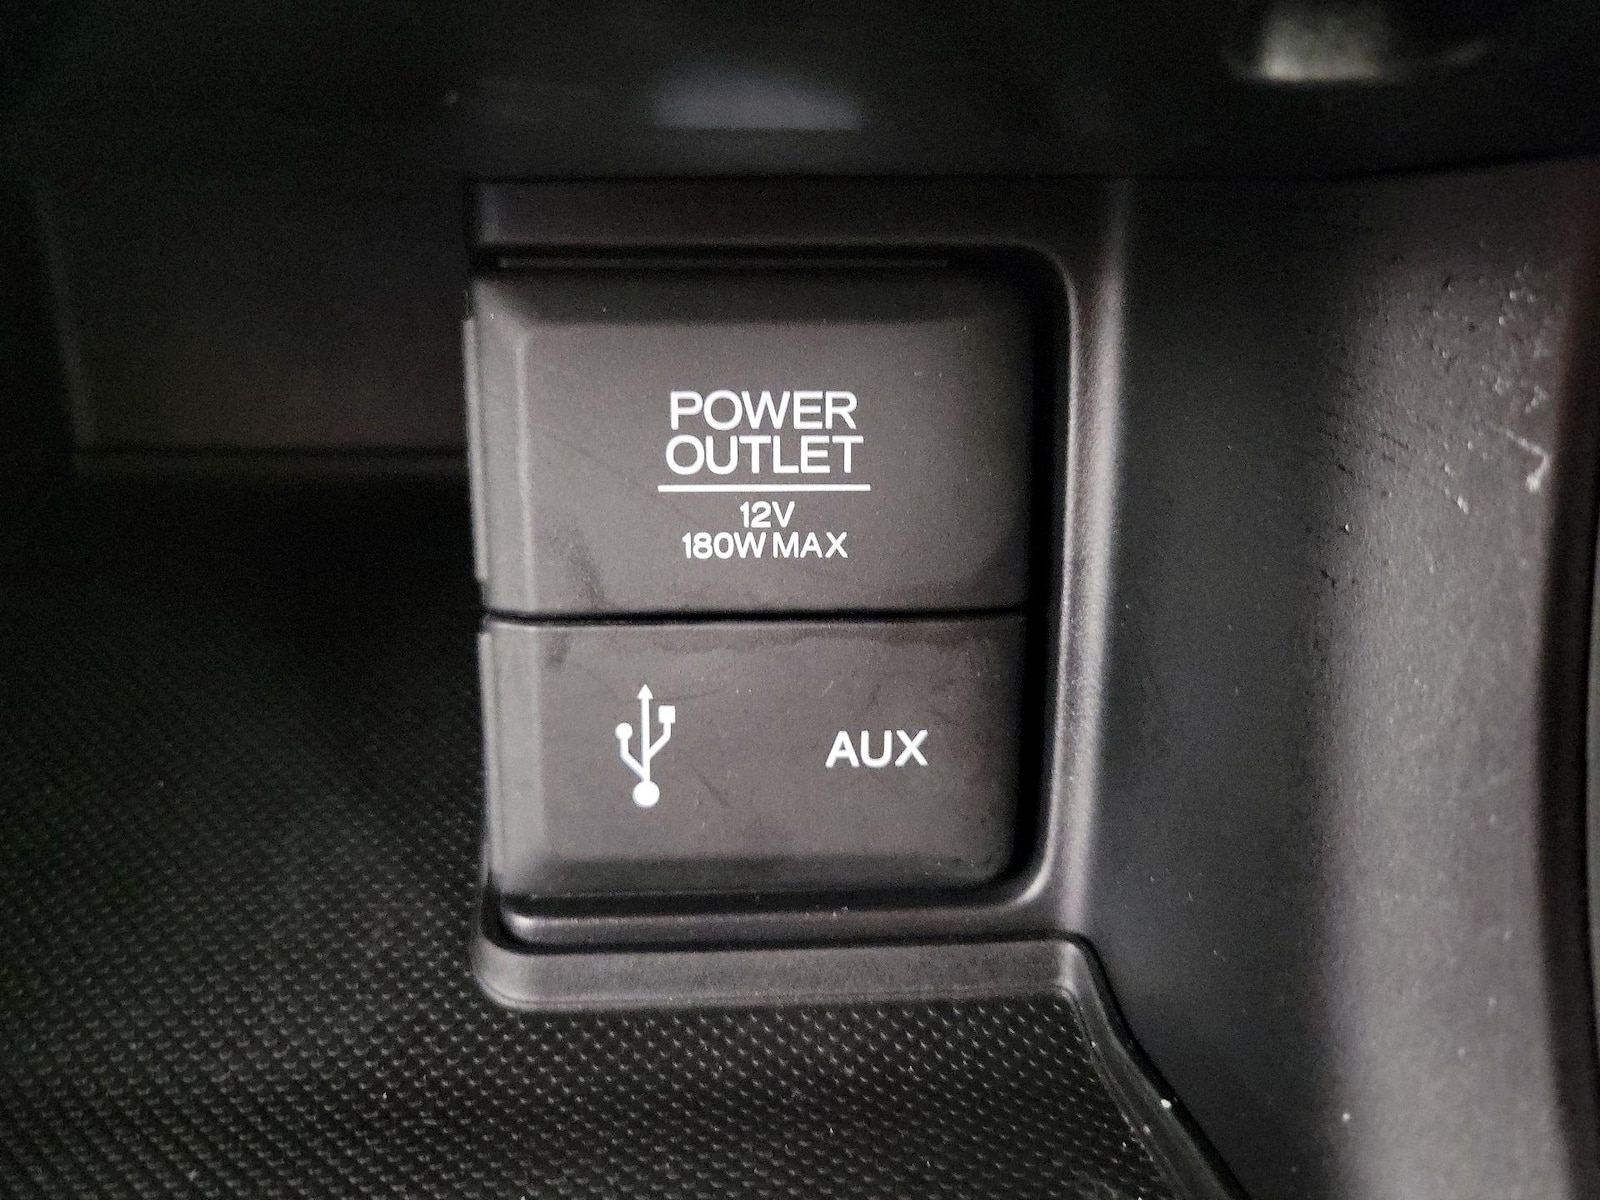 POWER
OUTLET
12V
180W MAX
AUX